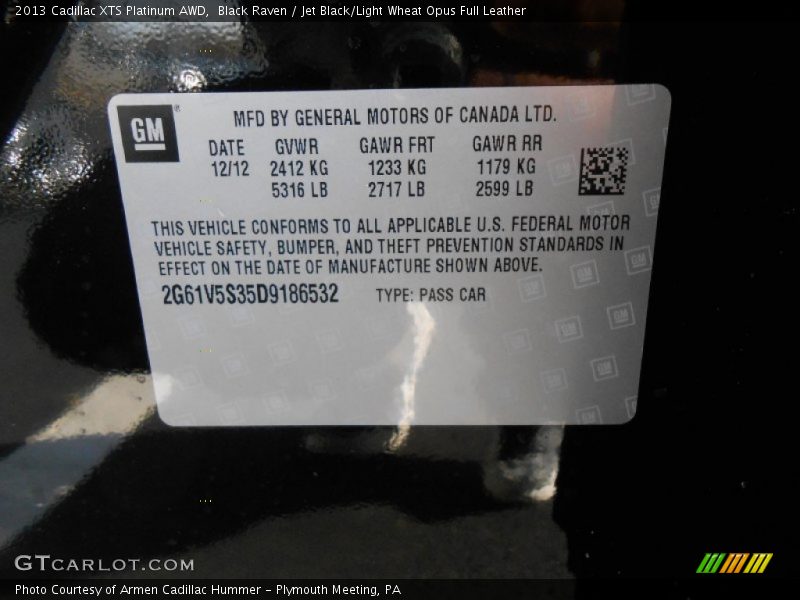 2013 Cadillac XTS Platinum AWD,  Black Raven / Jet Black/Light Wheat Opus Full Leather
GM ®
MFD BY GENERAL MOTORS OF CANADA LTD.
DATE GVWR GAWR FRT GAWR RR
12/12 2412 KG 1233 KG 1179 KG
5316 LB 2717 LB 2599 LB
THIS VEHICLE CONFORMS TO ALL APPLICABLE U.S. FEDERAL MOTOR
VEHICLE SAFETY, BUMPER, AND THEFT PREVENTION STANDARDS IN
EFFECT ON THE DATE OF MANUFACTURE SHOWN ABOVE.
2G61V5S35D9186532 TYPE: PASS CAR
GTCARLOT.COM
Photo Courtesy of Armen Cadillac Hummer - Plymouth Meeting, PA